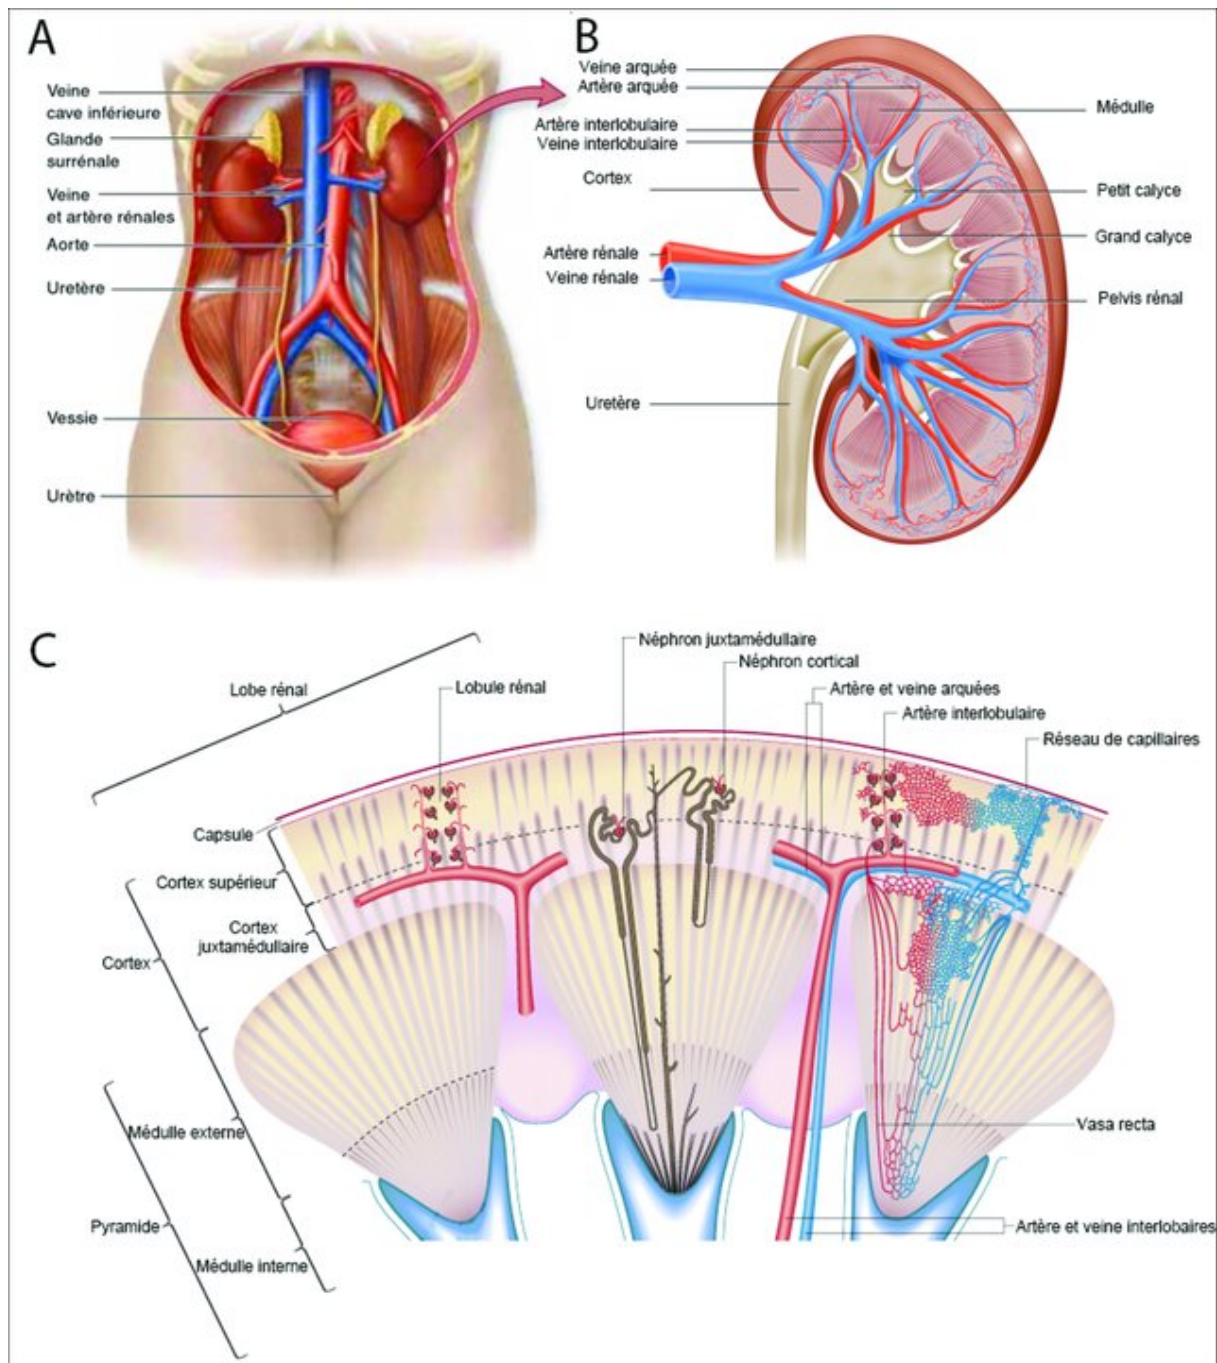 A
Veine
cave inférieure
Glande
surrénale
Veine
et artère rénales
Aorte
Uretère
Vessie
Urètre
B
Veine arquée
Artère arquée
Artère interlobulaire
Veine interlobulaire
Cortex
Artère rénale
Veine rénale
Uretère
Médulle
Petit calyce
Grand calyce
Pelvis rénal
C
Lobe rénal
Lobule rénal
Néphron juxtamédullaire
Néphron cortical
Artère et veine arquées
Artère interlobulaire
Réseau de capillaires
Capsule
Cortex supérieur
Cortex
juxtamédullaire
Cortex
Médulle externe
Pyramide
Médulle interne
Vasa recta
Artère et veine interlobaires